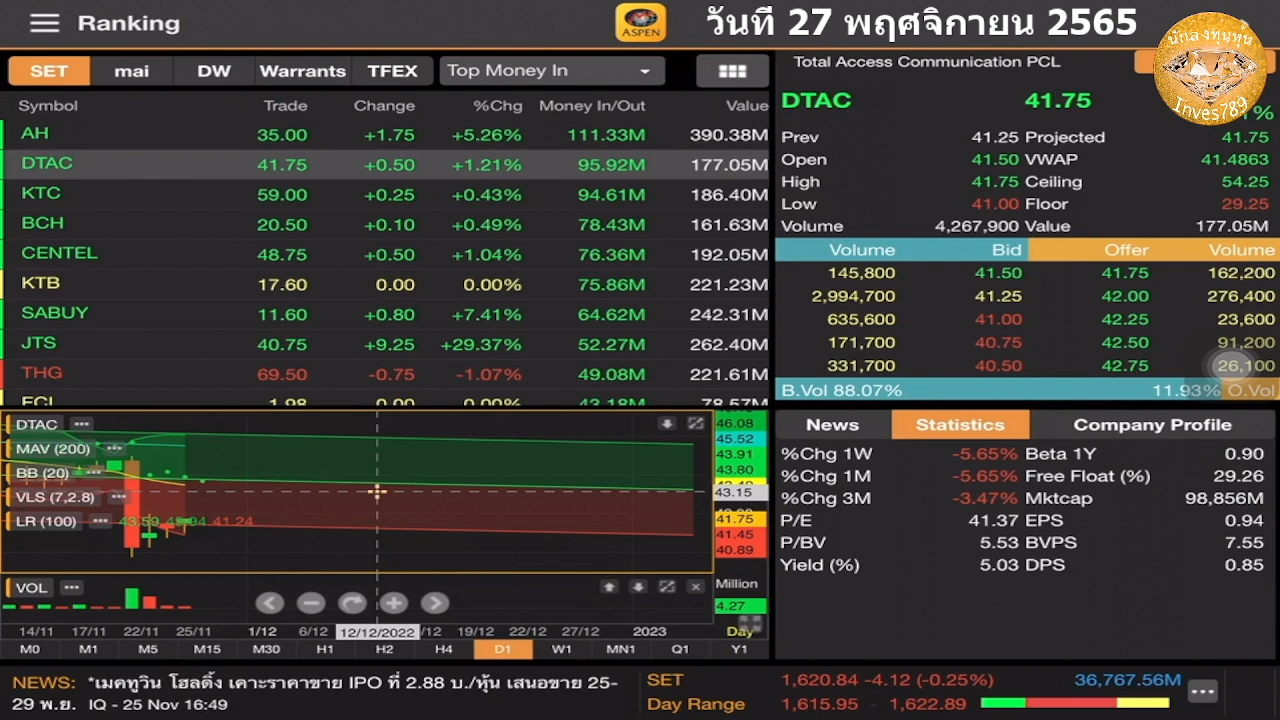 Ranking
ASPEN
วันที่ 27 พฤศจิกายน 2565
นักลงทุนหุ้น
Inves789
SET mai DW Warrants TFEX Top Money In
Symbol Trade Change %Chg Money In/Out Value
AH 35.00 +1.75 +5.26% 111.33M 390.38M
DTAC 41.75 +0.50 +1.21% 95.92M 177.05M
KTC 59.00 +0.25 +0.43% 94.61M 186.40M
BCH 20.50 +0.10 +0.49% 78.43M 161.63M
CENTEL 48.75 +0.50 +1.04% 76.36M 192.05M
KTB 17.60 0.00 0.00% 75.86M 221.23M
SABUY 11.60 +0.80 +7.41% 64.62M 242.31M
JTS 40.75 +9.25 +29.37% 52.27M 262.40M
THG 69.50 -0.75 -1.07% 49.08M 221.61M
Total Access Communication PCL
DTAC 41.75 %
Prev 41.25 Projected 41.75
Open 41.50 VWAP 41.4863
High 41.75 Ceiling 54.25
Low 41.00 Floor 29.25
Volume 4,267,900 Value 177.05M
Volume Bid Offer Volume
145,800 41.50 41.75 162,200
2,994,700 41.25 42.00 276,400
635,600 41.00 42.25 23,600
171,700 40.75 42.50 91,200
331,700 40.50 42.75 26,100
B.Vol 88.07% 11.93% O.Vol
DTAC
MAV (200)
BB (20)
VLS (7,2.8)
LR (100) 41.24
46.08
45.52
43.91
43.80
43.15
41.75
41.45
40.89
VOL
Million
4.27
14/11 17/11 22/11 25/11 1/12 6/12 12/12/2022 /12 19/12 22/12 27/12 2023 Day
M0 M1 M5 M15 M30 H1 H2 H4 D1 W1 MN1 Q1 Y1
News Statistics Company Profile
%Chg 1W -5.65% Beta 1Y 0.90
%Chg 1M -5.65% Free Float (%) 29.26
%Chg 3M -3.47% Mktcap 98,856M
P/E 41.37 EPS 0.94
P/BV 5.53 BVPS 7.55
Yield (%) 5.03 DPS 0.85
NEWS: *เมคทูวิน โฮลดิ้ง เคาะราคาขาย IPO ที่ 2.88 บ./หุ้น เสนอขาย 25-
29 พ.ย. IQ - 25 Nov 16:49
SET 1,620.84 -4.12 (-0.25%) 36,767.56M
Day Range 1,615.95 - 1,622.89